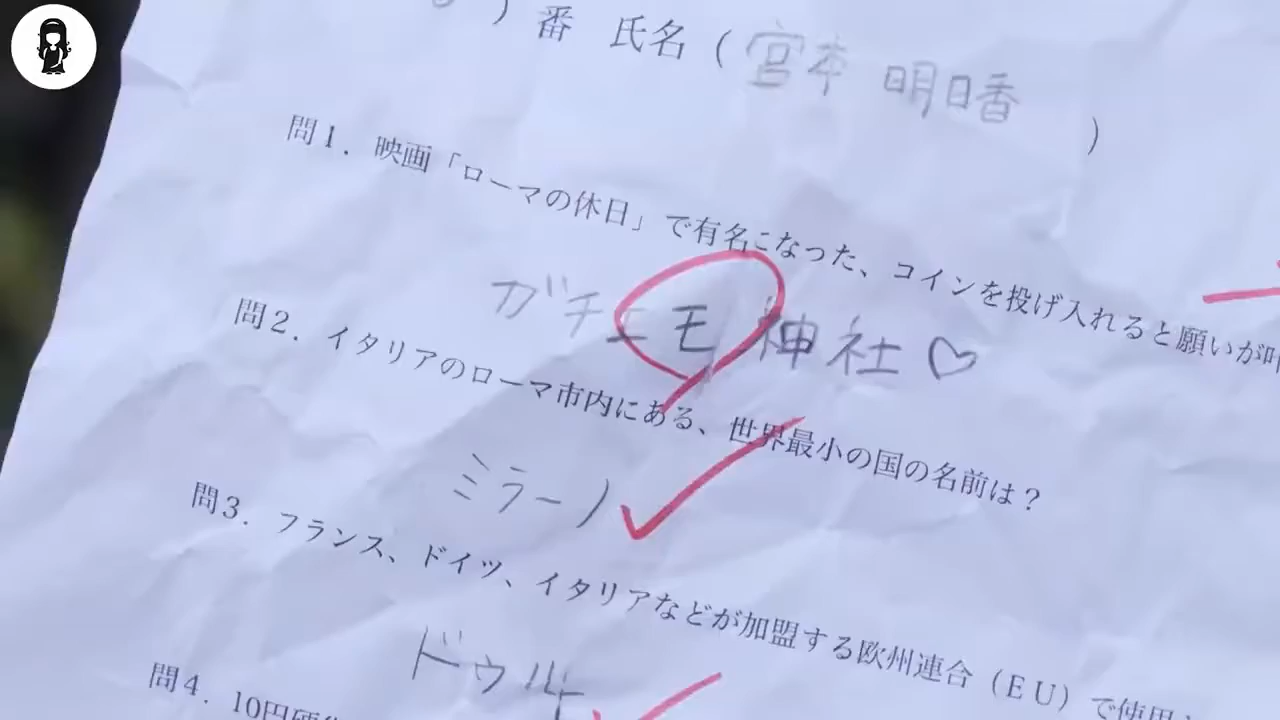 )番 氏名(宮本 明日香 )
問1.映画「ローマの休日」で有名になった、コインを投げ入れると願いが叶
ガチエモ神社♡
問2.イタリアのローマ市内にある、世界最小の国の名前は?
ミラーノ
問3.フランス、ドイツ、イタリアなどが加盟する欧州連合(EU)で使用
ドゥル
問4.10円硬